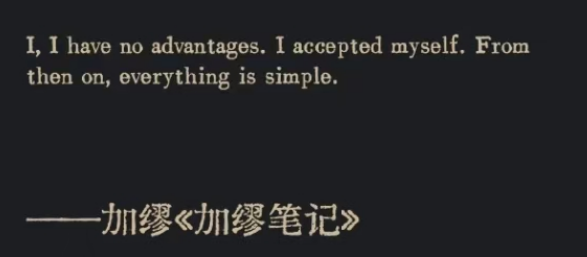 I, I have no advantages. I accepted myself. From
then on, everything is simple.
——加缪《加缪笔记》